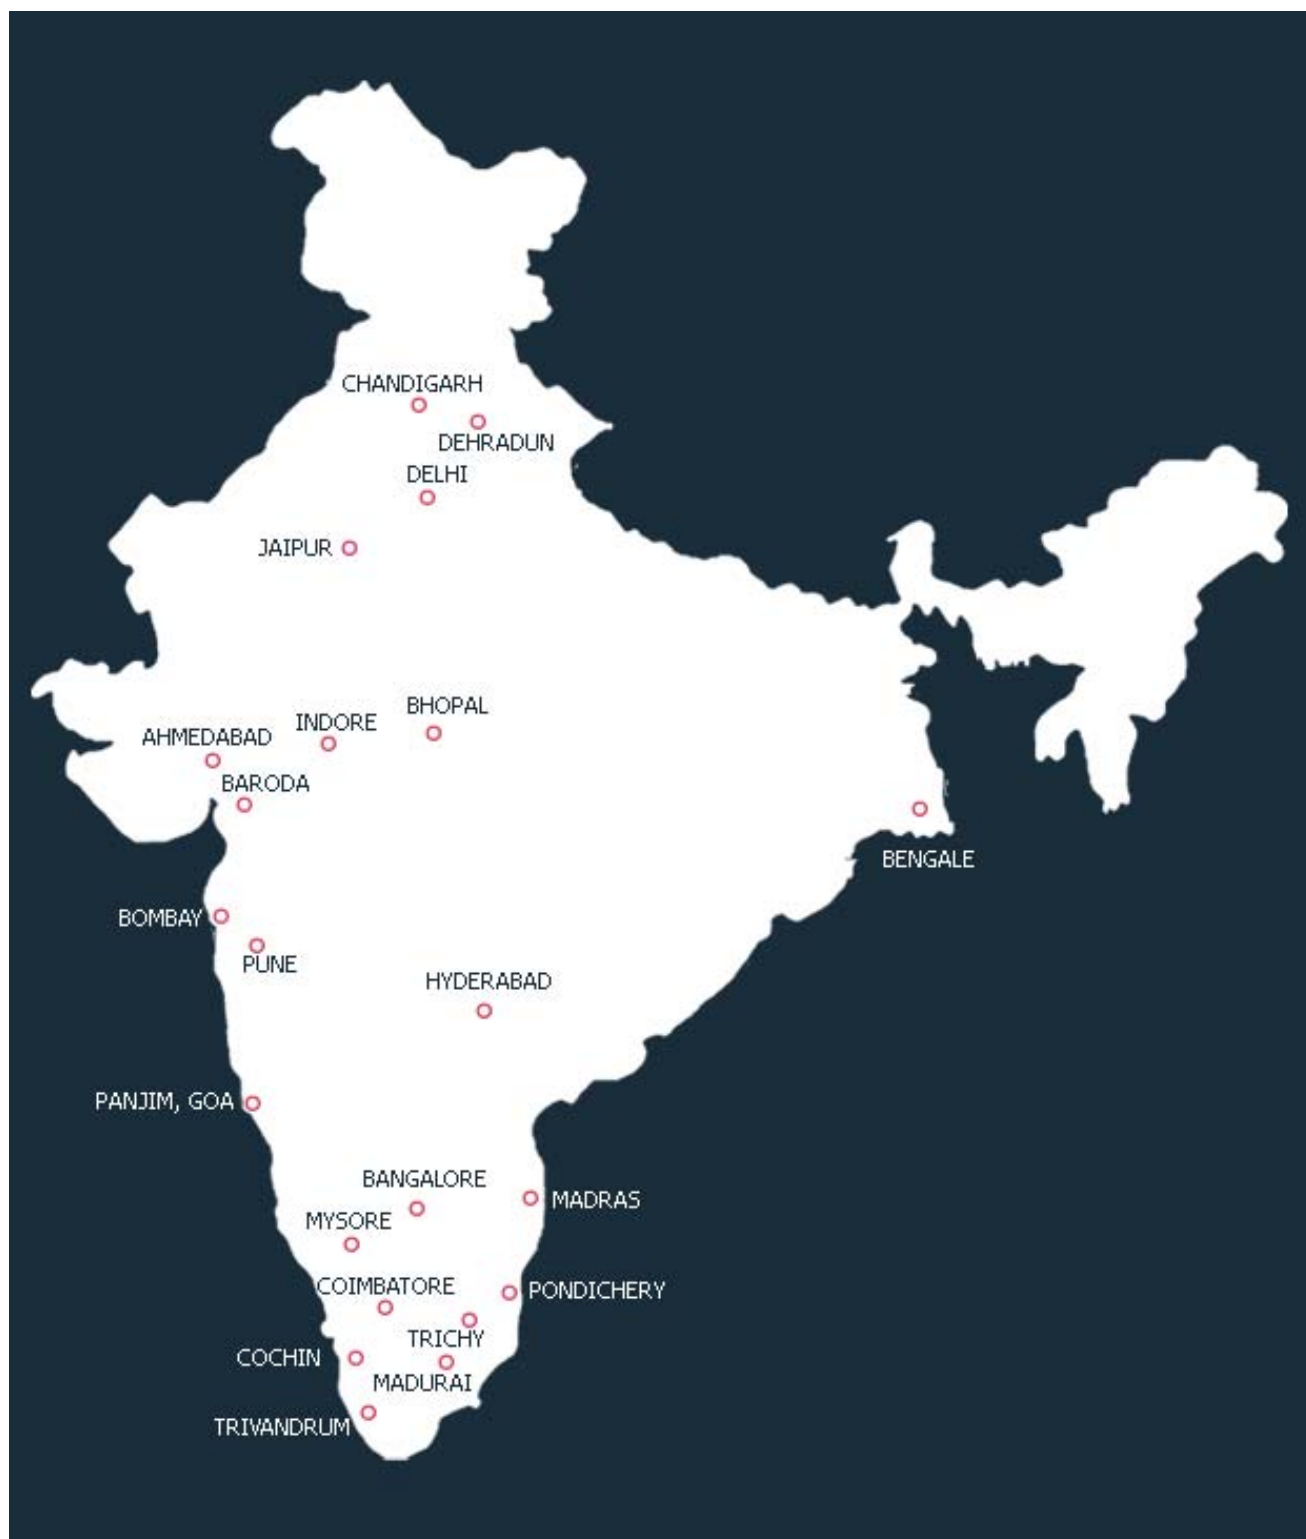 CHANDIGARH
DEHRADUN
DELHI
JAIPUR
BHOPAL
INDORE
AHMEDABAD
BARODA
BENGALE
BOMBAY
PUNE
HYDERABAD
PANJIM, GOA
BANGALORE
MADRAS
MYSORE
COIMBATORE
PONDICHERY
TRICHY
COCHIN
MADURAI
TRIVANDRUM